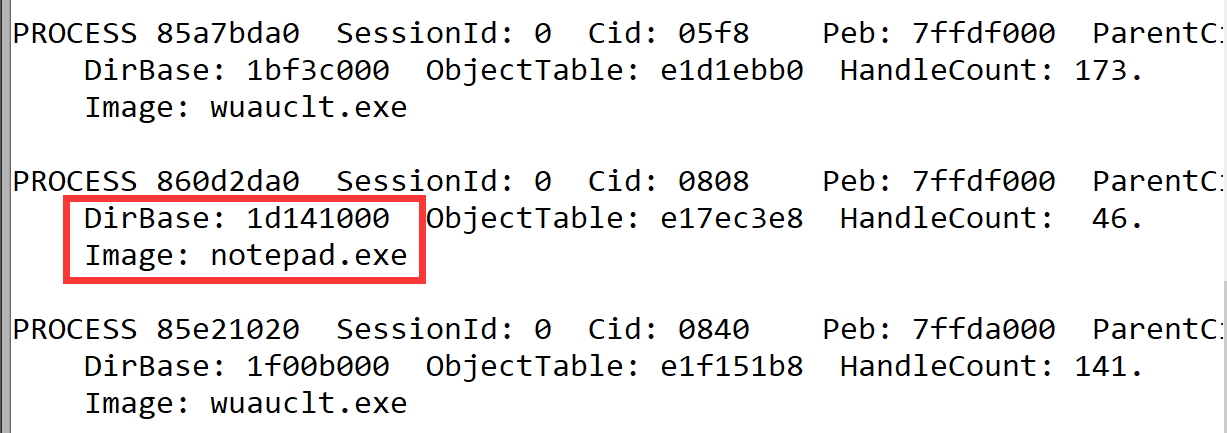 PROCESS 85a7bda0  SessionId: 0  Cid: 05f8    Peb: 7ffdf000  ParentCi
    DirBase: 1bf3c000  ObjectTable: e1d1ebb0  HandleCount: 173.
    Image: wuauclt.exe

PROCESS 860d2da0  SessionId: 0  Cid: 0808    Peb: 7ffdf000  ParentCi
    DirBase: 1d141000  ObjectTable: e17ec3e8  HandleCount:  46.
    Image: notepad.exe

PROCESS 85e21020  SessionId: 0  Cid: 0840    Peb: 7ffda000  ParentCi
    DirBase: 1f00b000  ObjectTable: e1f151b8  HandleCount: 141.
    Image: wuauclt.exe